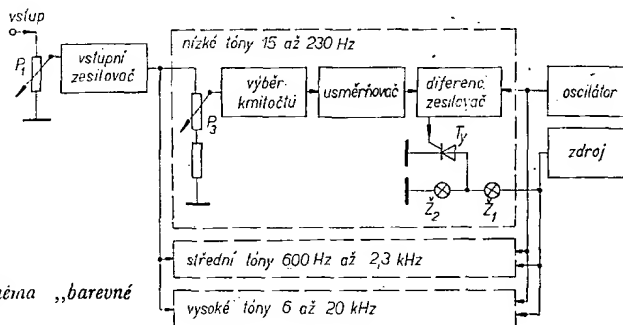 vstup
P1
vstupní
zesilovač
nízké tóny 15 až 230 Hz
P3
výběr
kmitočtů
usměrňovač
diferenc.
zesilovač
Ty
Ž2
Ž1
oscilátor
zdroj
střední tóny 600 Hz až 2,3 kHz
vysoké tóny 6 až 20 kHz
„barevné